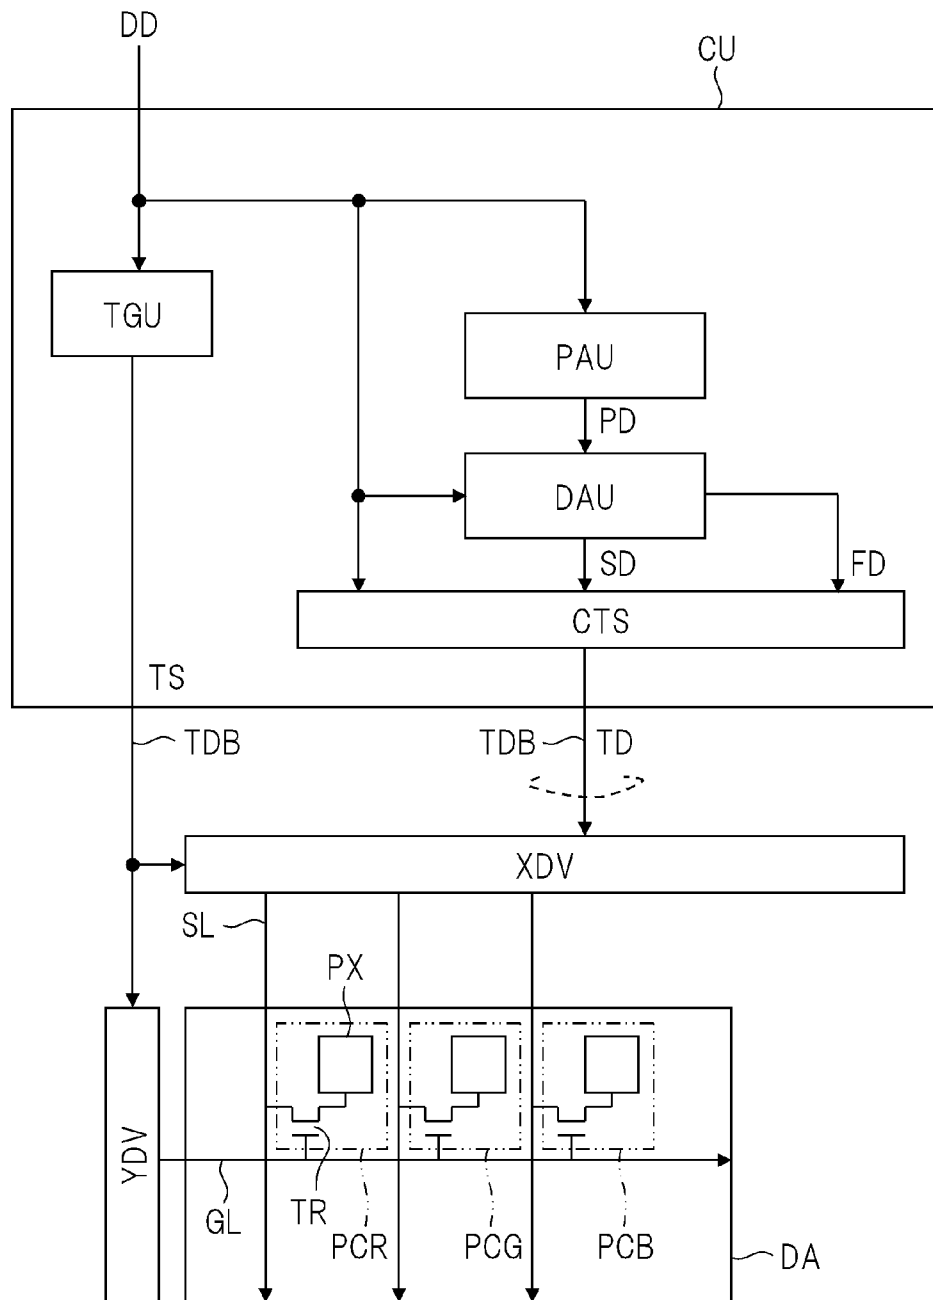 DD
CU
TGU
PAU
PD
DAU
SD
FD
CTS
TS
TDB
TDB
TD
XDV
SL
PX
YDV
GL
TR
PCR
PCG
PCB
DA